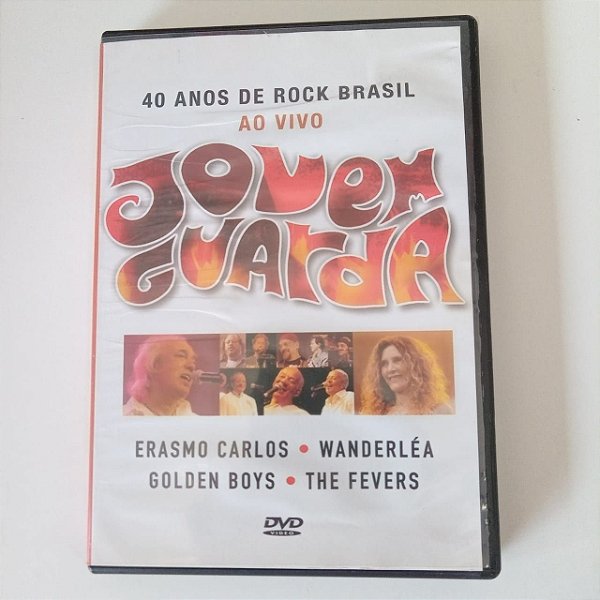 40 ANOS DE ROCK BRASIL
AO VIVO
JOVEM
GUARDA
ERASMO CARLOS • WANDERLÉA
GOLDEN BOYS • THE FEVERS
DVD
VIDEO